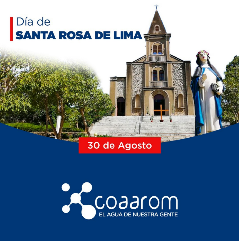 Día de
SANTA ROSA DE LIMA
30 de Agosto
coaarom
EL AGUA DE NUESTRA GENTE